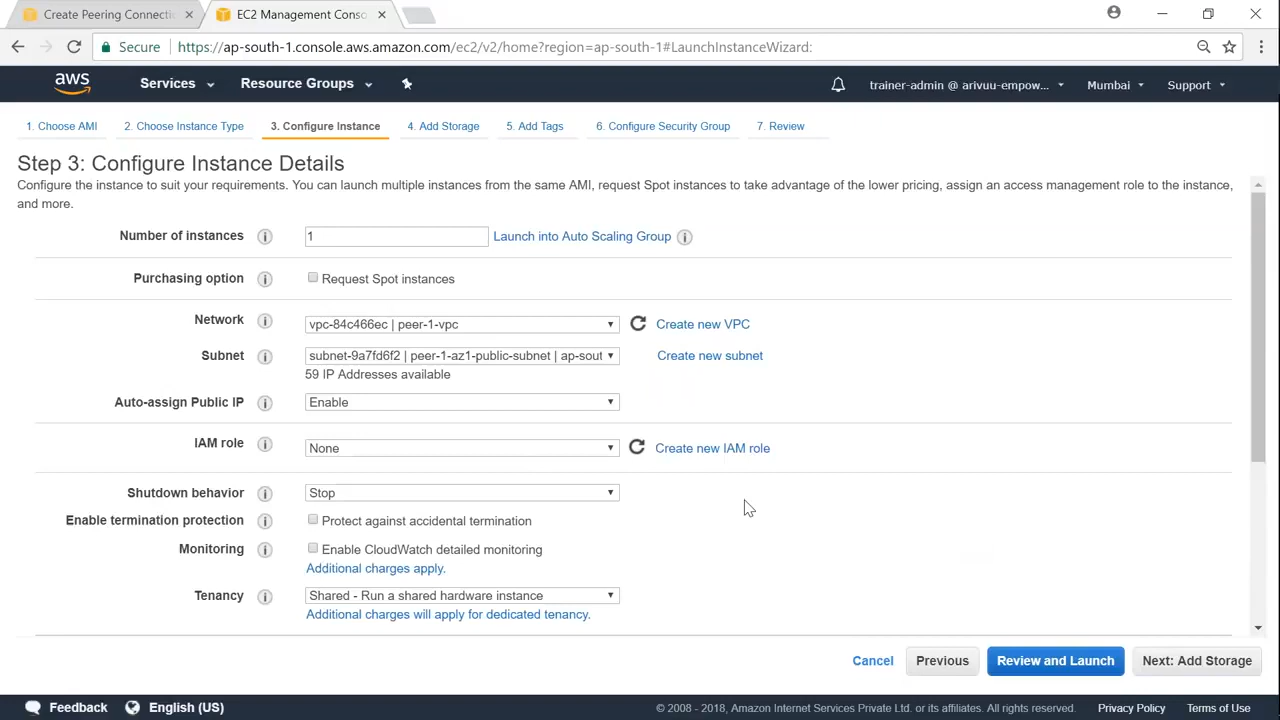 Create Peering Connecti
EC2 Management Conso
Secure
https://ap-south-1.console.aws.amazon.com/ec2/v2/home?region=ap-south-1#LaunchInstanceWizard:
aws
Services
Resource Groups
trainer-admin @ arivuu-empow...
Mumbai
Support
1. Choose AMI
2. Choose Instance Type
3. Configure Instance
4. Add Storage
5. Add Tags
6. Configure Security Group
7. Review
Step 3: Configure Instance Details
Configure the instance to suit your requirements. You can launch multiple instances from the same AMI, request Spot instances to take advantage of the lower pricing, assign an access management role to the instance,
and more.
Number of instances
1
Launch into Auto Scaling Group
Purchasing option
Request Spot instances
Network
vpc-84c466ec | peer-1-vpc
Create new VPC
Subnet
subnet-9a7fd6f2 | peer-1-az1-public-subnet | ap-sout
Create new subnet
59 IP Addresses available
Auto-assign Public IP
Enable
IAM role
None
Create new IAM role
Shutdown behavior
Stop
Enable termination protection
Protect against accidental termination
Monitoring
Enable CloudWatch detailed monitoring
Additional charges apply.
Tenancy
Shared - Run a shared hardware instance
Additional charges will apply for dedicated tenancy.
Cancel
Previous
Review and Launch
Next: Add Storage
Feedback
English (US)
© 2008 - 2018, Amazon Internet Services Private Ltd. or its affiliates. All rights reserved.
Privacy Policy
Terms of Use